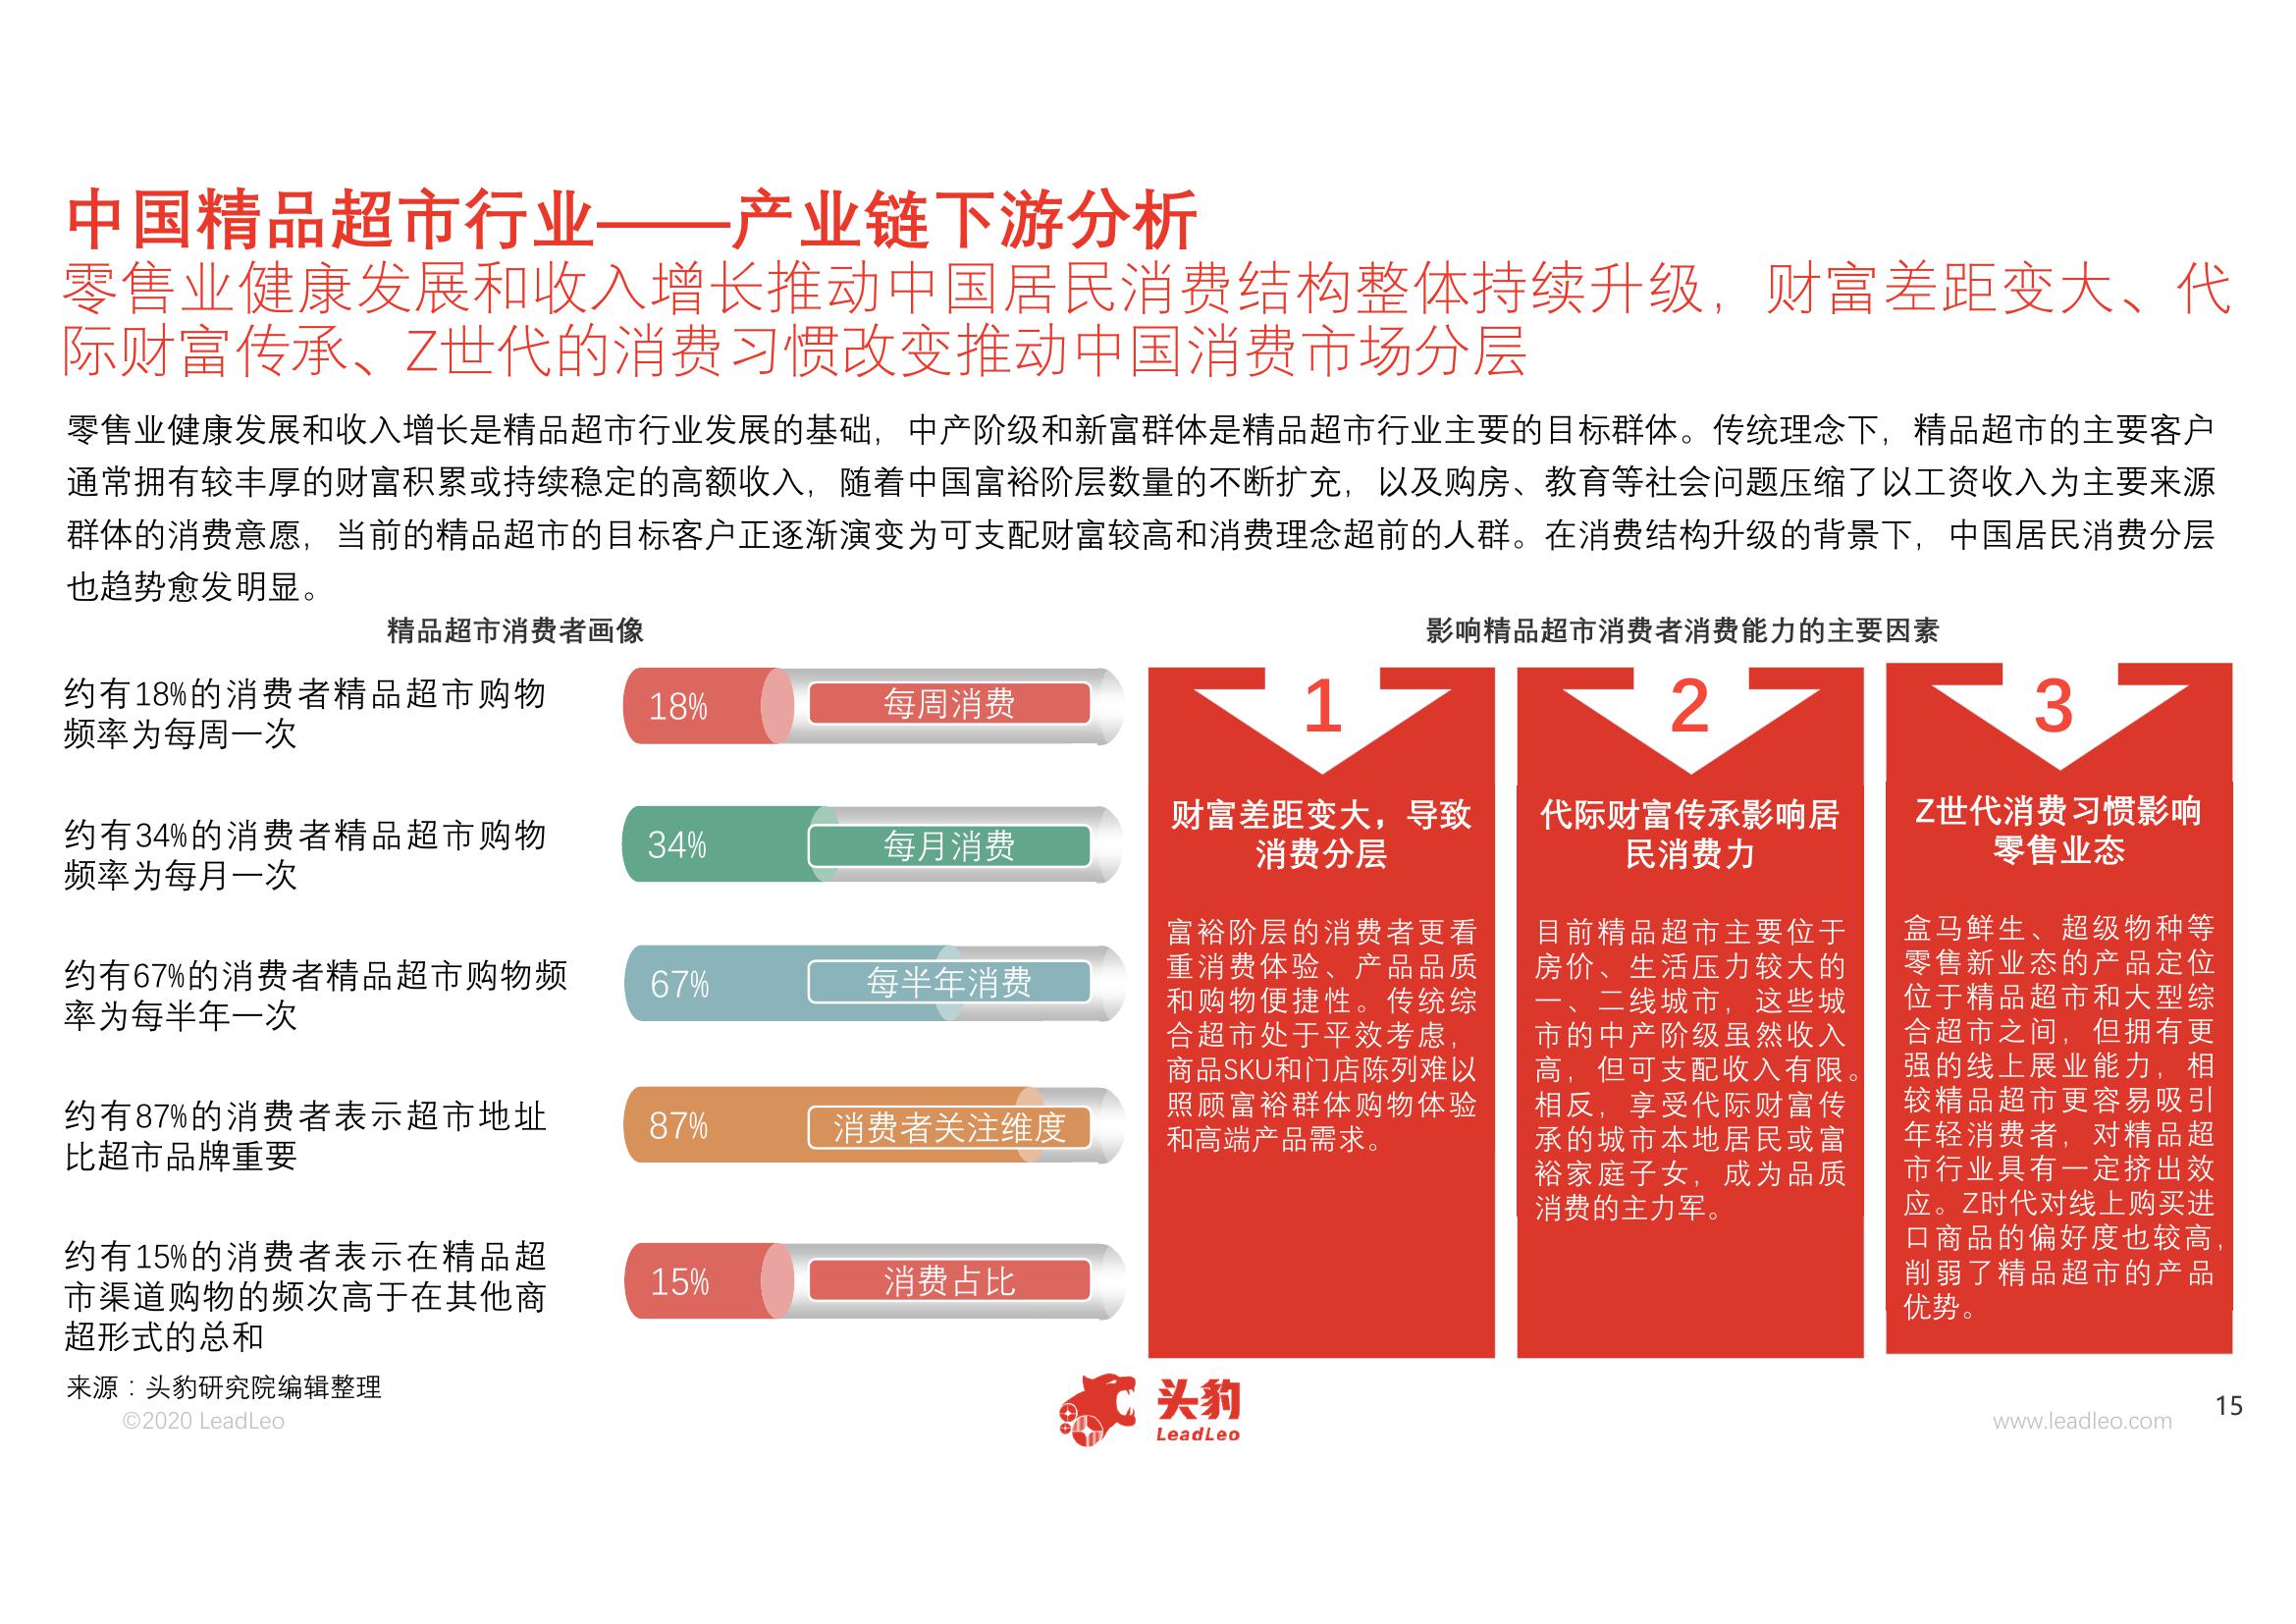 中国精品超市行业——产业链下游分析
零售业健康发展和收入增长推动中国居民消费结构整体持续升级，财富差距变大、代
际财富传承、Z世代的消费习惯改变推动中国消费市场分层
零售业健康发展和收入增长是精品超市行业发展的基础，中产阶级和新富群体是精品超市行业主要的目标群体。传统理念下，精品超市的主要客户
通常拥有较丰厚的财富积累或持续稳定的高额收入，随着中国富裕阶层数量的不断扩充，以及购房、教育等社会问题压缩了以工资收入为主要来源
群体的消费意愿，当前的精品超市的目标客户正逐渐演变为可支配财富较高和消费理念超前的人群。在消费结构升级的背景下，中国居民消费分层
也趋势愈发明显。
精品超市消费者画像
约有18%的消费者精品超市购物
频率为每周一次
18%
每周消费
约有34%的消费者精品超市购物
频率为每月一次
34%
每月消费
约有67%的消费者精品超市购物频
率为每半年一次
67%
每半年消费
约有87%的消费者表示超市地址
比超市品牌重要
87%
消费者关注维度
约有15%的消费者表示在精品超
市渠道购物的频次高于在其他商
超形式的总和
15%
消费占比
影响精品超市消费者消费能力的主要因素
1
财富差距变大，导致
消费分层
富裕阶层的消费者更看
重消费体验、产品品质
和购物便捷性。传统综
合超市处于平效考虑，
商品SKU和门店陈列难以
照顾富裕群体购物体验
和高端产品需求。
2
代际财富传承影响居
民消费力
目前精品超市主要位于
房价、生活压力较大的
一、二线城市，这些城
市的中产阶级虽然收入
高，但可支配收入有限。
相反，享受代际财富传
承的城市本地居民或富
裕家庭子女，成为品质
消费的主力军。
3
Z世代消费习惯影响
零售业态
盒马鲜生、超级物种等
零售新业态的产品定位
位于精品超市和大型综
合超市之间，但拥有更
强的线上展业能力，相
较精品超市更容易吸引
年轻消费者，对精品超
市行业具有一定挤出效
应。Z时代对线上购买进
口商品的偏好度也较高，
削弱了精品超市的产品
优势。
来源：头豹研究院编辑整理
©2020 LeadLeo
头豹
LeadLeo
www.leadleo.com
15